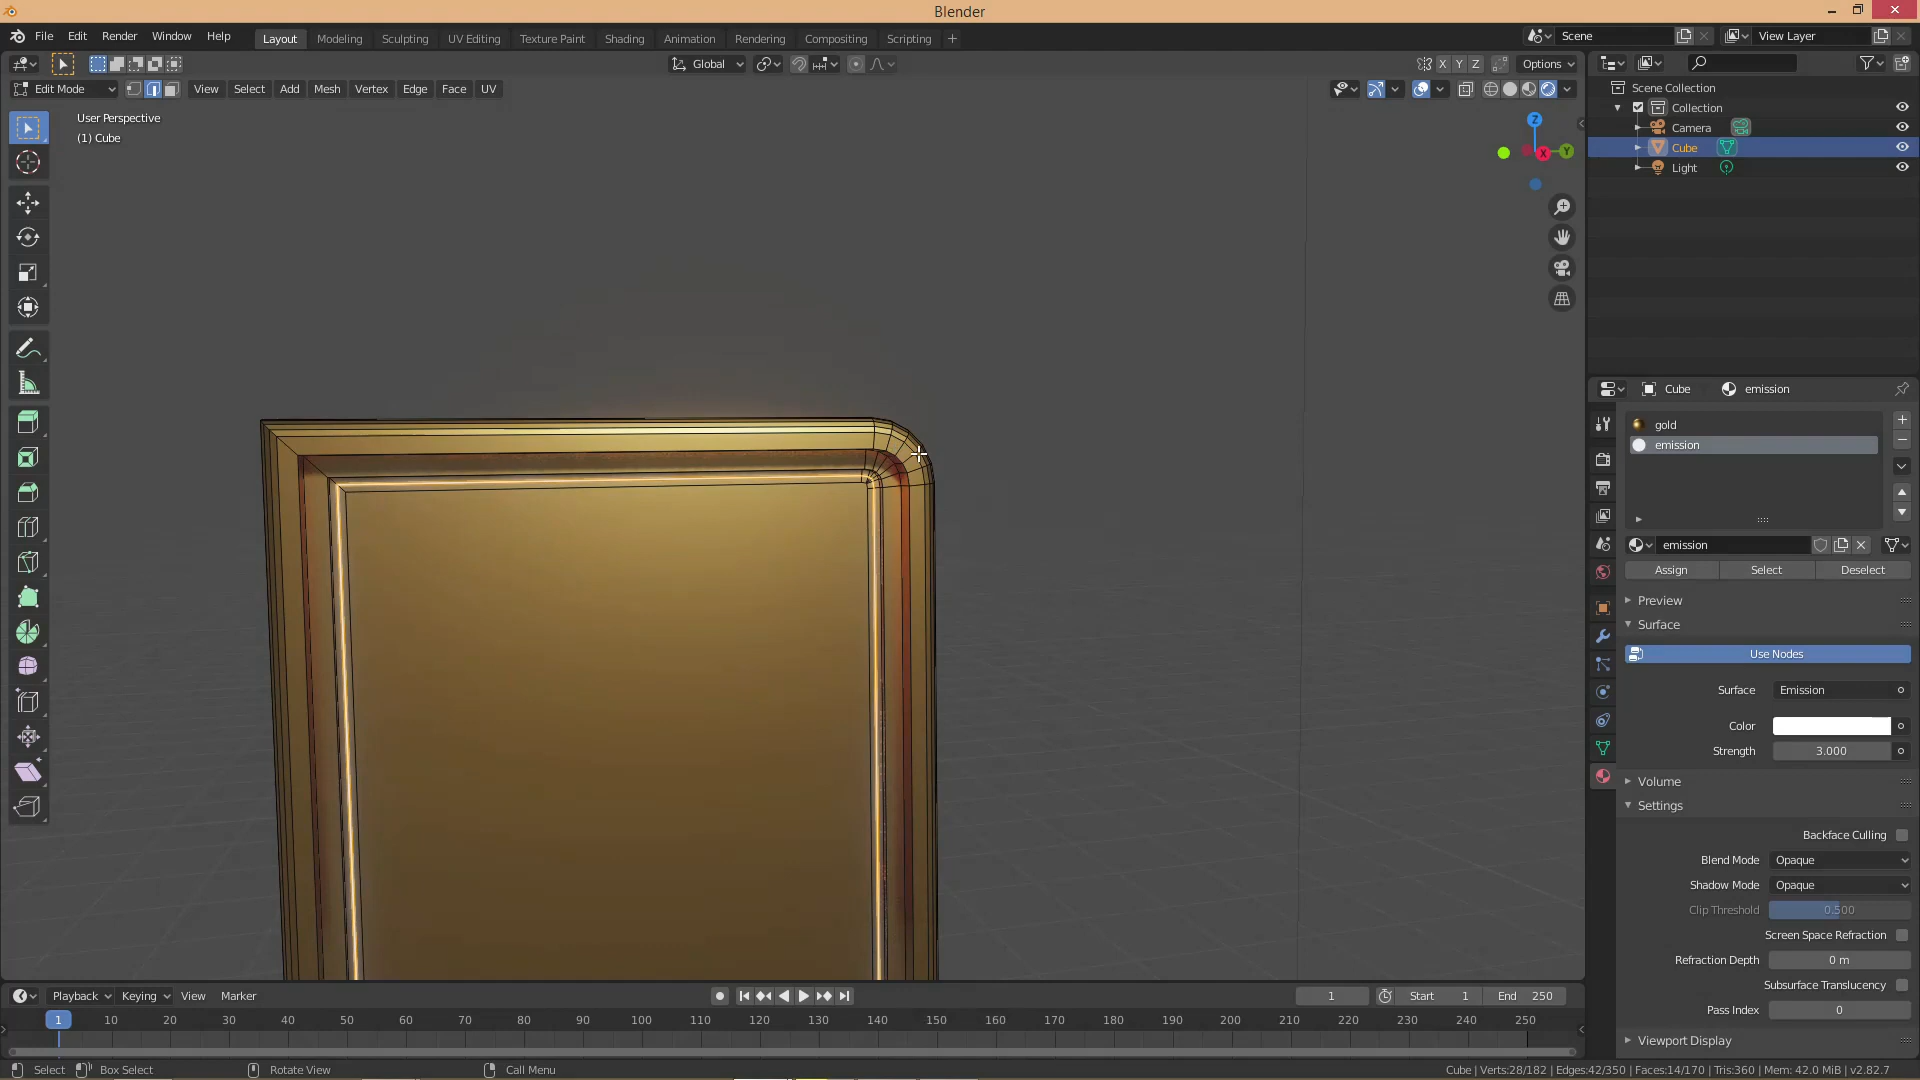 Blender
File Edit Render Window Help
Layout Modeling Sculpting UV Editing Texture Paint Shading Animation Rendering Compositing Scripting +
Scene
View Layer
Global
X Y Z
Options
Edit Mode
View Select Add Mesh Vertex Edge Face UV
User Perspective
(1) Cube
Z
X
Y
Scene Collection
Collection
Camera
Cube
Light
Cube
emission
gold
emission
emission
Assign
Select
Deselect
Preview
Surface
Use Nodes
Surface
Emission
Color
Strength
3.000
Volume
Settings
Backface Culling
Blend Mode
Opaque
Shadow Mode
Opaque
Clip Threshold
0.500
Screen Space Refraction
Refraction Depth
0 m
Subsurface Translucency
Pass Index
0
Viewport Display
Playback Keying View Marker
1
Start 1
End 250
1 10 20 30 40 50 60 70 80 90 100 110 120 130 140 150 160 170 180 190 200 210 220 230 240 250
Select
Box Select
Rotate View
Call Menu
Cube | Verts:28/182 | Edges:42/350 | Faces:14/170 | Tris:360 | Mem: 42.0 MiB | v2.82.7